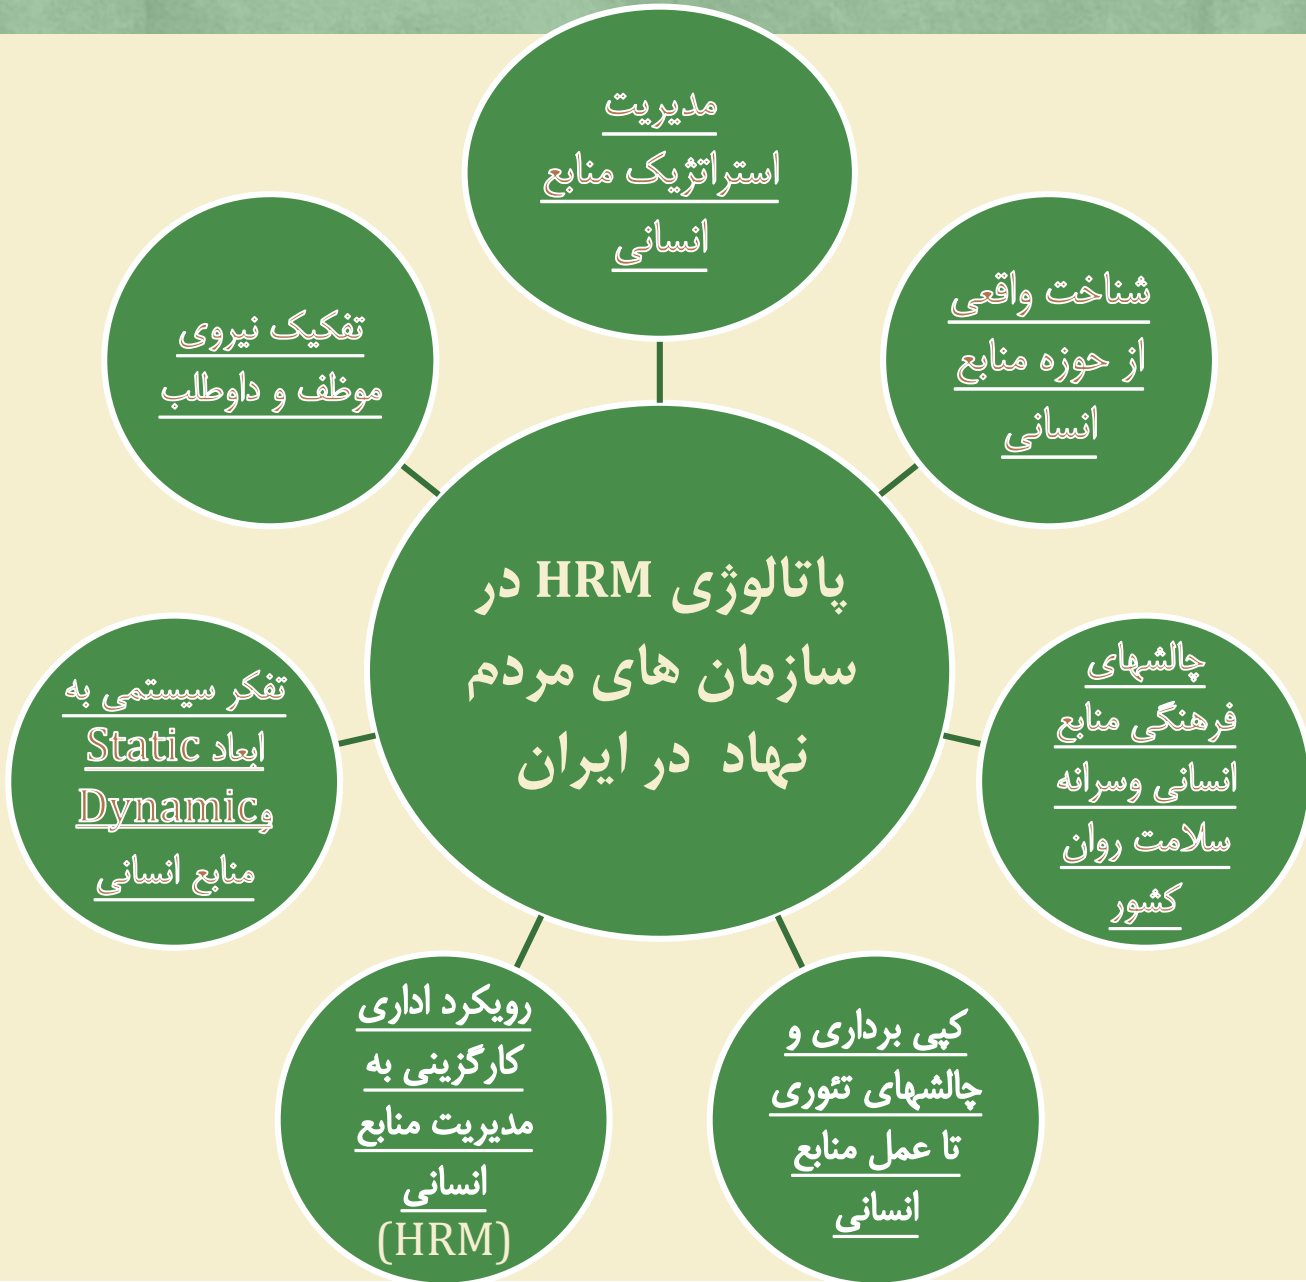 مدیریت
استراتژیک منابع
انسانی
شناخت واقعی
از حوزه منابع
انسانی
چالشهای
فرهنگی منابع
انسانی وسرانه
سلامت روان
کشور
کپی برداری و
چالشهای تئوری
تا عمل منابع
انسانی
رویکرد اداری
کارگزینی به
مدیریت منابع
انسانی
(HRM)
تفکر سیستمی به
ابعاد Static
وDynamic
منابع انسانی
تفکیک نیروی
موظف و داوطلب
پاتالوژی HRM در
سازمان های مردم
نهاد در ایران